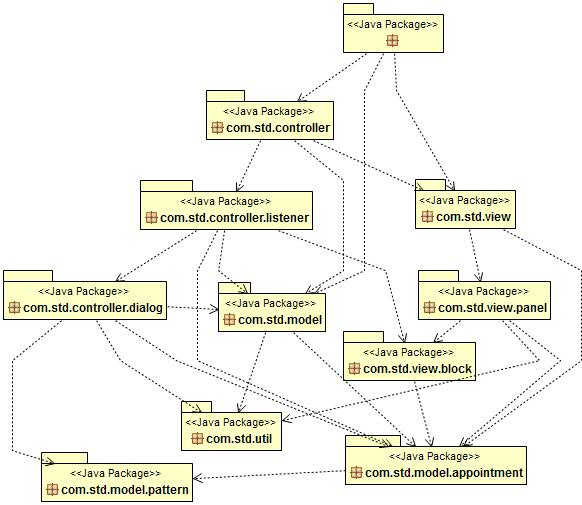 <<Java Package>>
<<Java Package>>
com.std.controller
<<Java Package>>
com.std.controller.listener
<<Java Package>>
com.std.view
<<Java Package>>
com.std.controller.dialog
<<Java Package>>
com.std.model
<<Java Package>>
com.std.view.panel
<<Java Package>>
com.std.view.block
<<Java Package>>
com.std.util
<<Java Package>>
com.std.model.appointment
<<Java Package>>
com.std.model.pattern